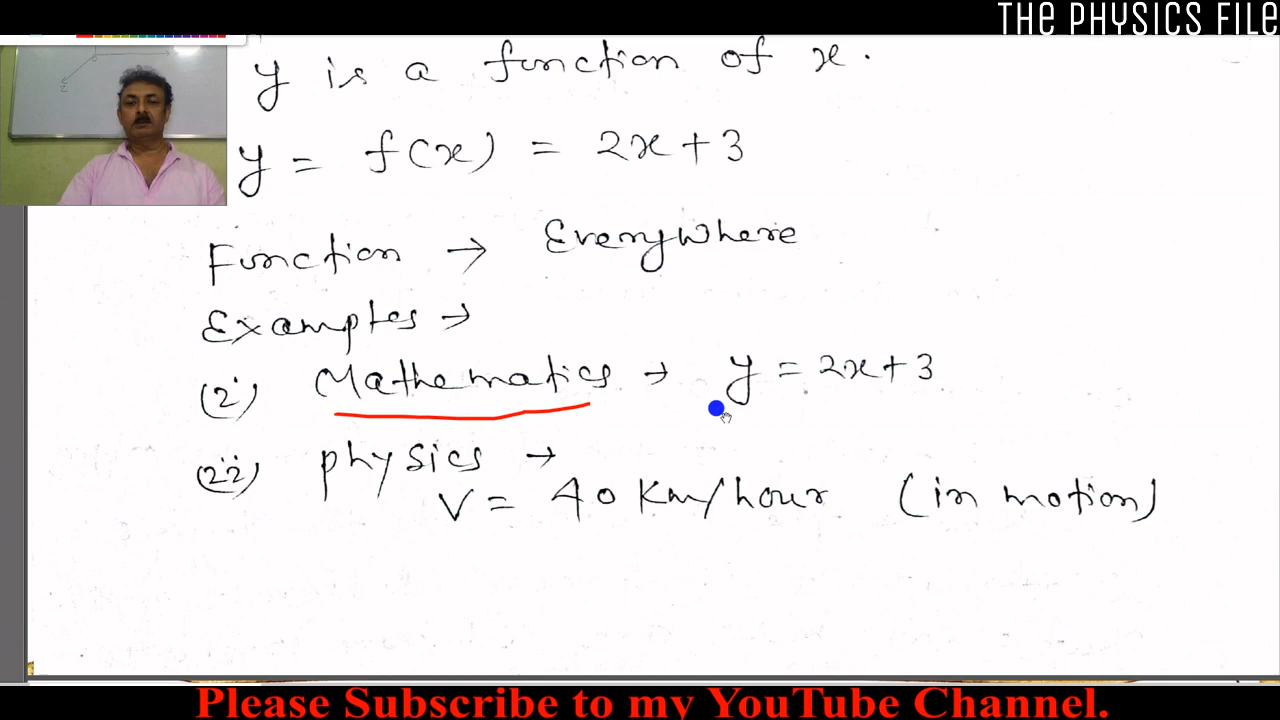 THE PHYSICS FILE
y is a function of x.
y = f(x) = 2x+3
Function → Everywhere
Examples →
(i) Mathematics → y = 2x+3
(ii) physics →
V = 40 Km/hour (in motion)
Please Subscribe to my YouTube Channel.